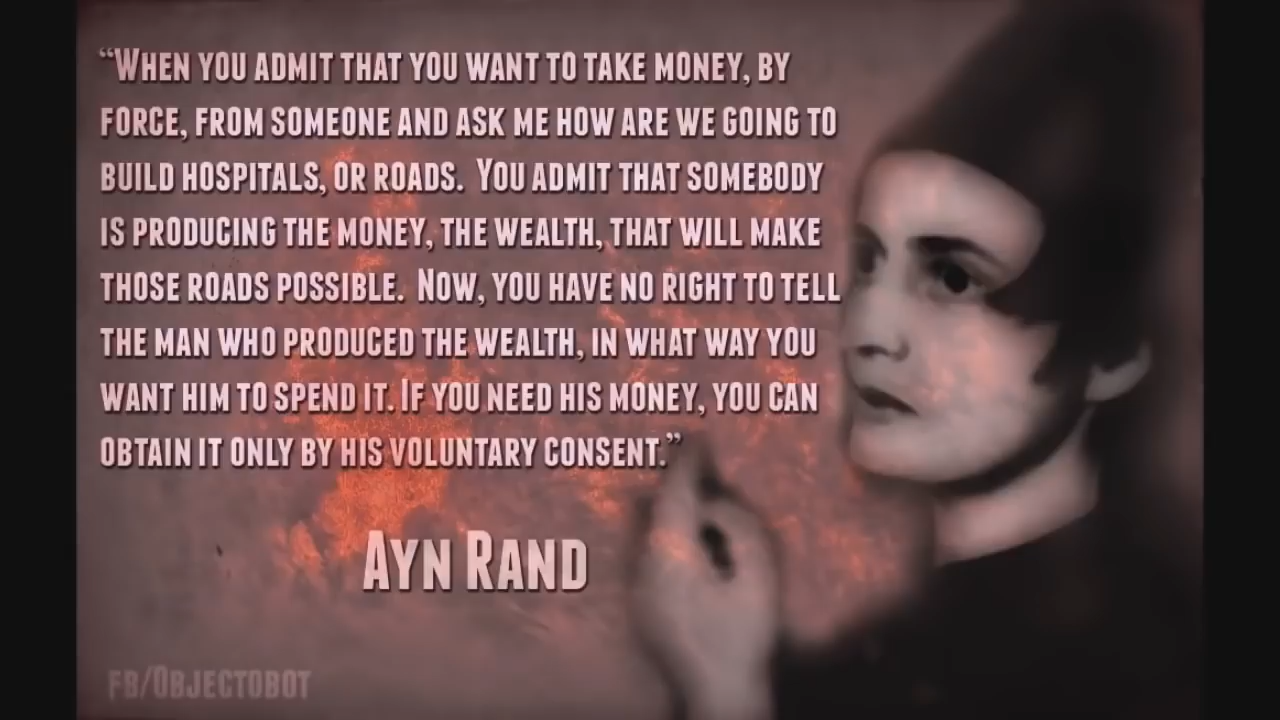 “When you admit that you want to take money, by
force, from someone and ask me how are we going to
build hospitals, or roads. You admit that somebody
is producing the money, the wealth, that will make
those roads possible. Now, you have no right to tell
the man who produced the wealth, in what way you
want him to spend it. If you need his money, you can
obtain it only by his voluntary consent.”
Ayn Rand
fb/Objectobot